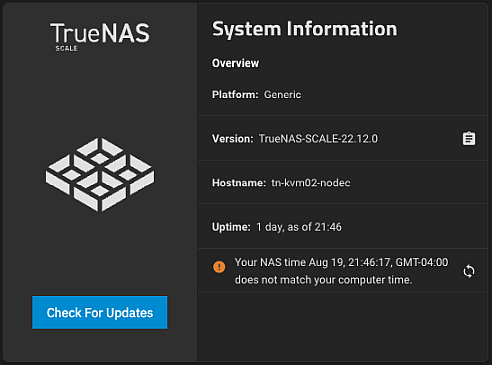 TrueNAS
SCALE
Check For Updates
System Information
Overview
Platform: Generic
Version: TrueNAS-SCALE-22.12.0
Hostname: tn-kvm02-nodec
Uptime: 1 day, as of 21:46
Your NAS time Aug 19, 21:46:17, GMT-04:00
does not match your computer time.